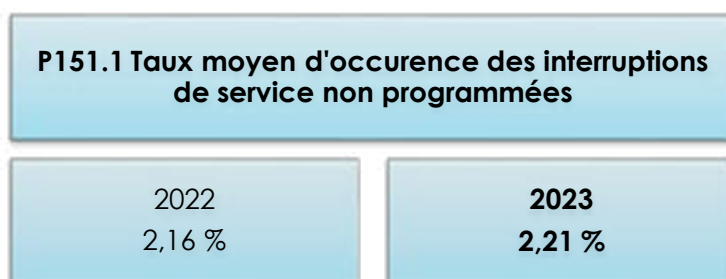 P151.1 Taux moyen d'occurence des interruptions
de service non programmées
2022
2,16 %
2023
2,21 %